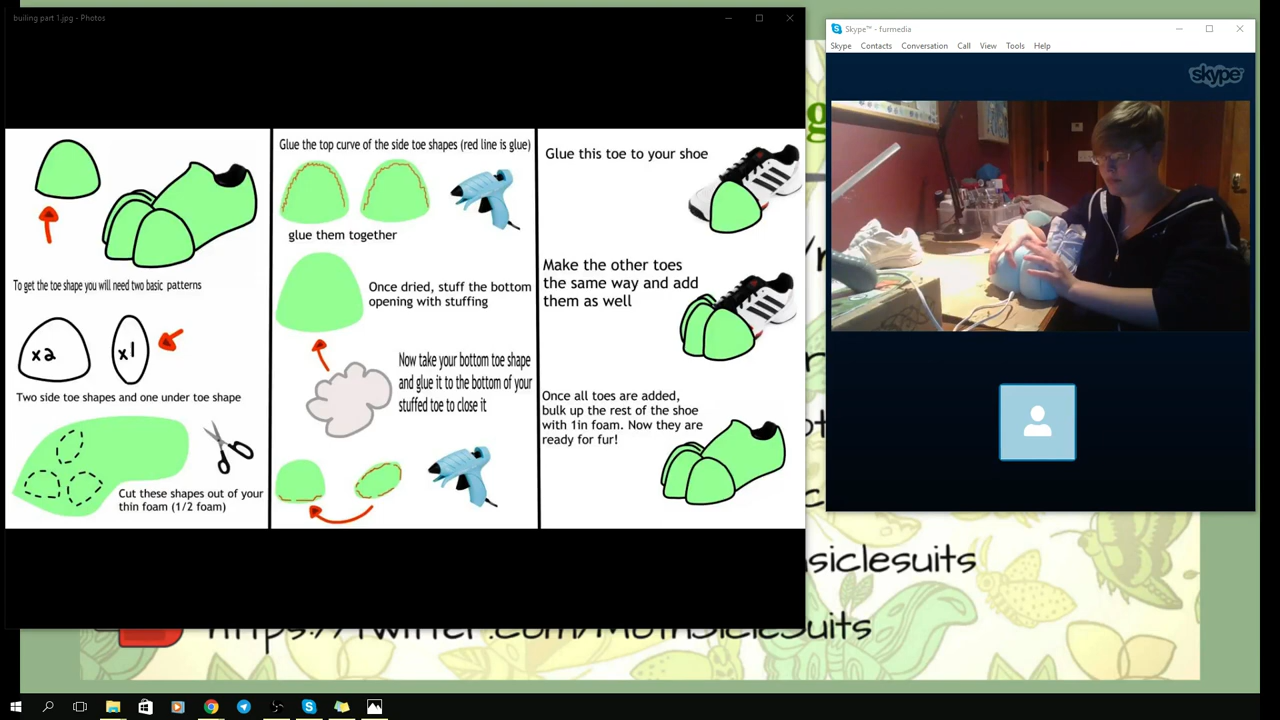 builing part 1.jpg - Photos
To get the toe shape you will need two basic patterns
x2
x1
Two side toe shapes and one under toe shape
Cut these shapes out of your
thin foam (1/2 foam)
Glue the top curve of the side toe shapes (red line is glue)
glue them together
Once dried, stuff the bottom
opening with stuffing
Now take your bottom toe shape
and glue it to the bottom of your
stuffed toe to close it
Glue this toe to your shoe
Make the other toes
the same way and add
them as well
Once all toes are added,
bulk up the rest of the shoe
with 1in foam. Now they are
ready for fur!
Skype™ - furmedia
Skype Contacts Conversation Call View Tools Help
skype
siclesuits
https://Twitter.com/MothsicleSuits